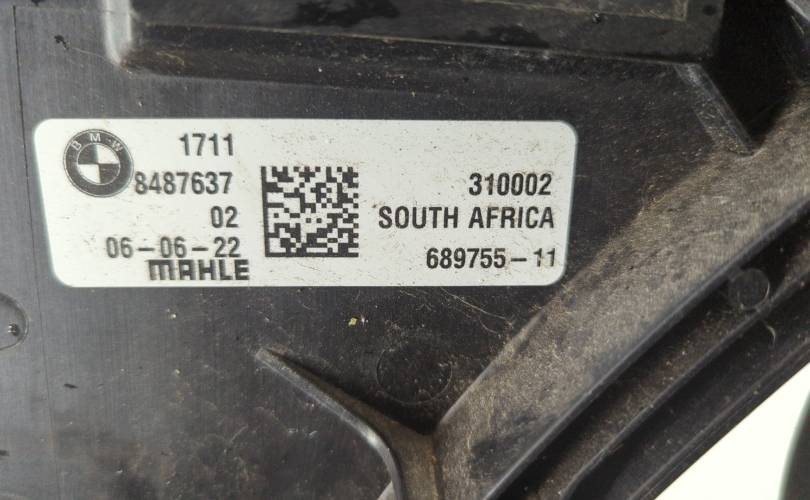 BMW
1711
8487637
02
06-06-22
MAHLE
310002
SOUTH AFRICA
689755-11